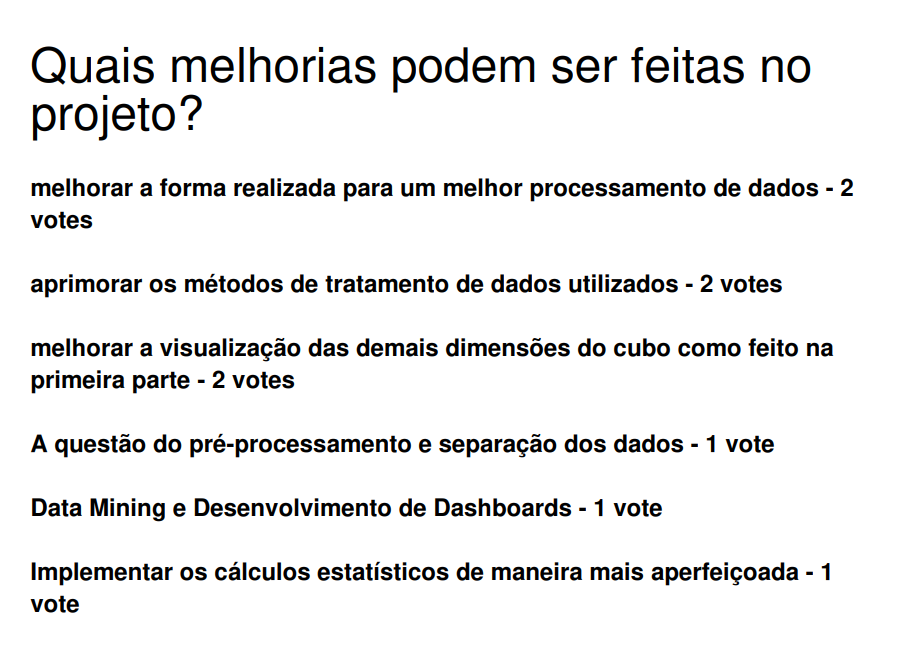 Quais melhorias podem ser feitas no
projeto?
melhorar a forma realizada para um melhor processamento de dados - 2
votes
aprimorar os métodos de tratamento de dados utilizados - 2 votes
melhorar a visualização das demais dimensões do cubo como feito na
primeira parte - 2 votes
A questão do pré-processamento e separação dos dados - 1 vote
Data Mining e Desenvolvimento de Dashboards - 1 vote
Implementar os cálculos estatísticos de maneira mais aperfeiçoada - 1
vote